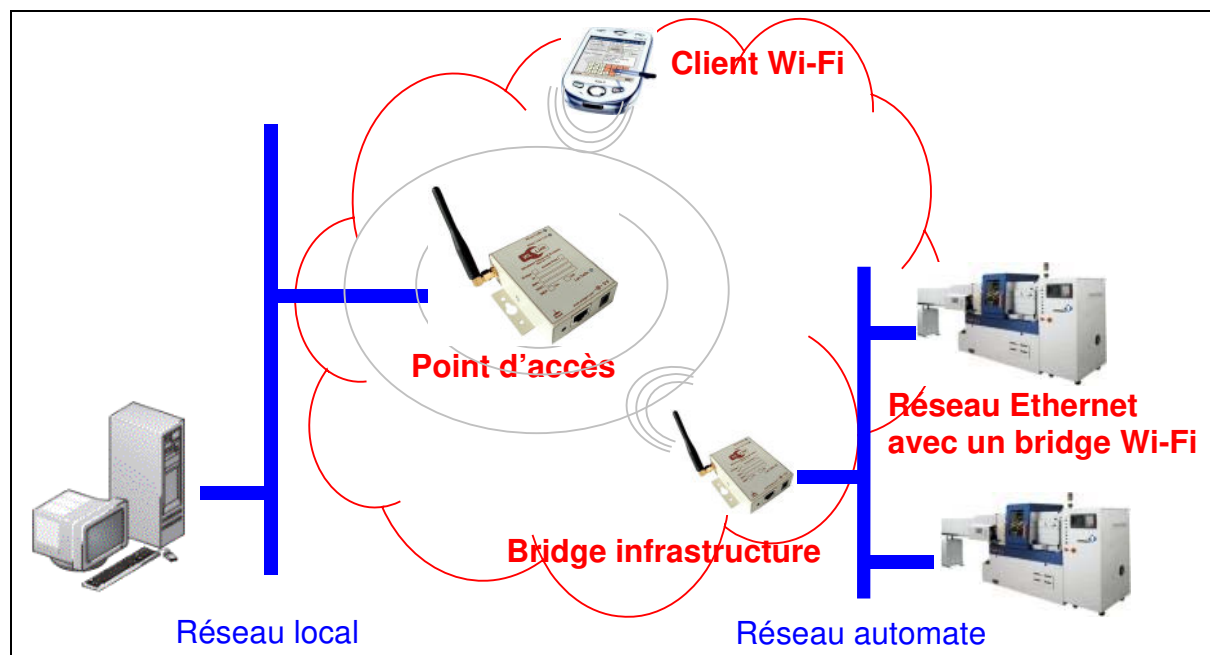 Client Wi-Fi
Point d'accès
Réseau Ethernet
avec un bridge Wi-Fi
Bridge infrastructure
Réseau local
Réseau automate